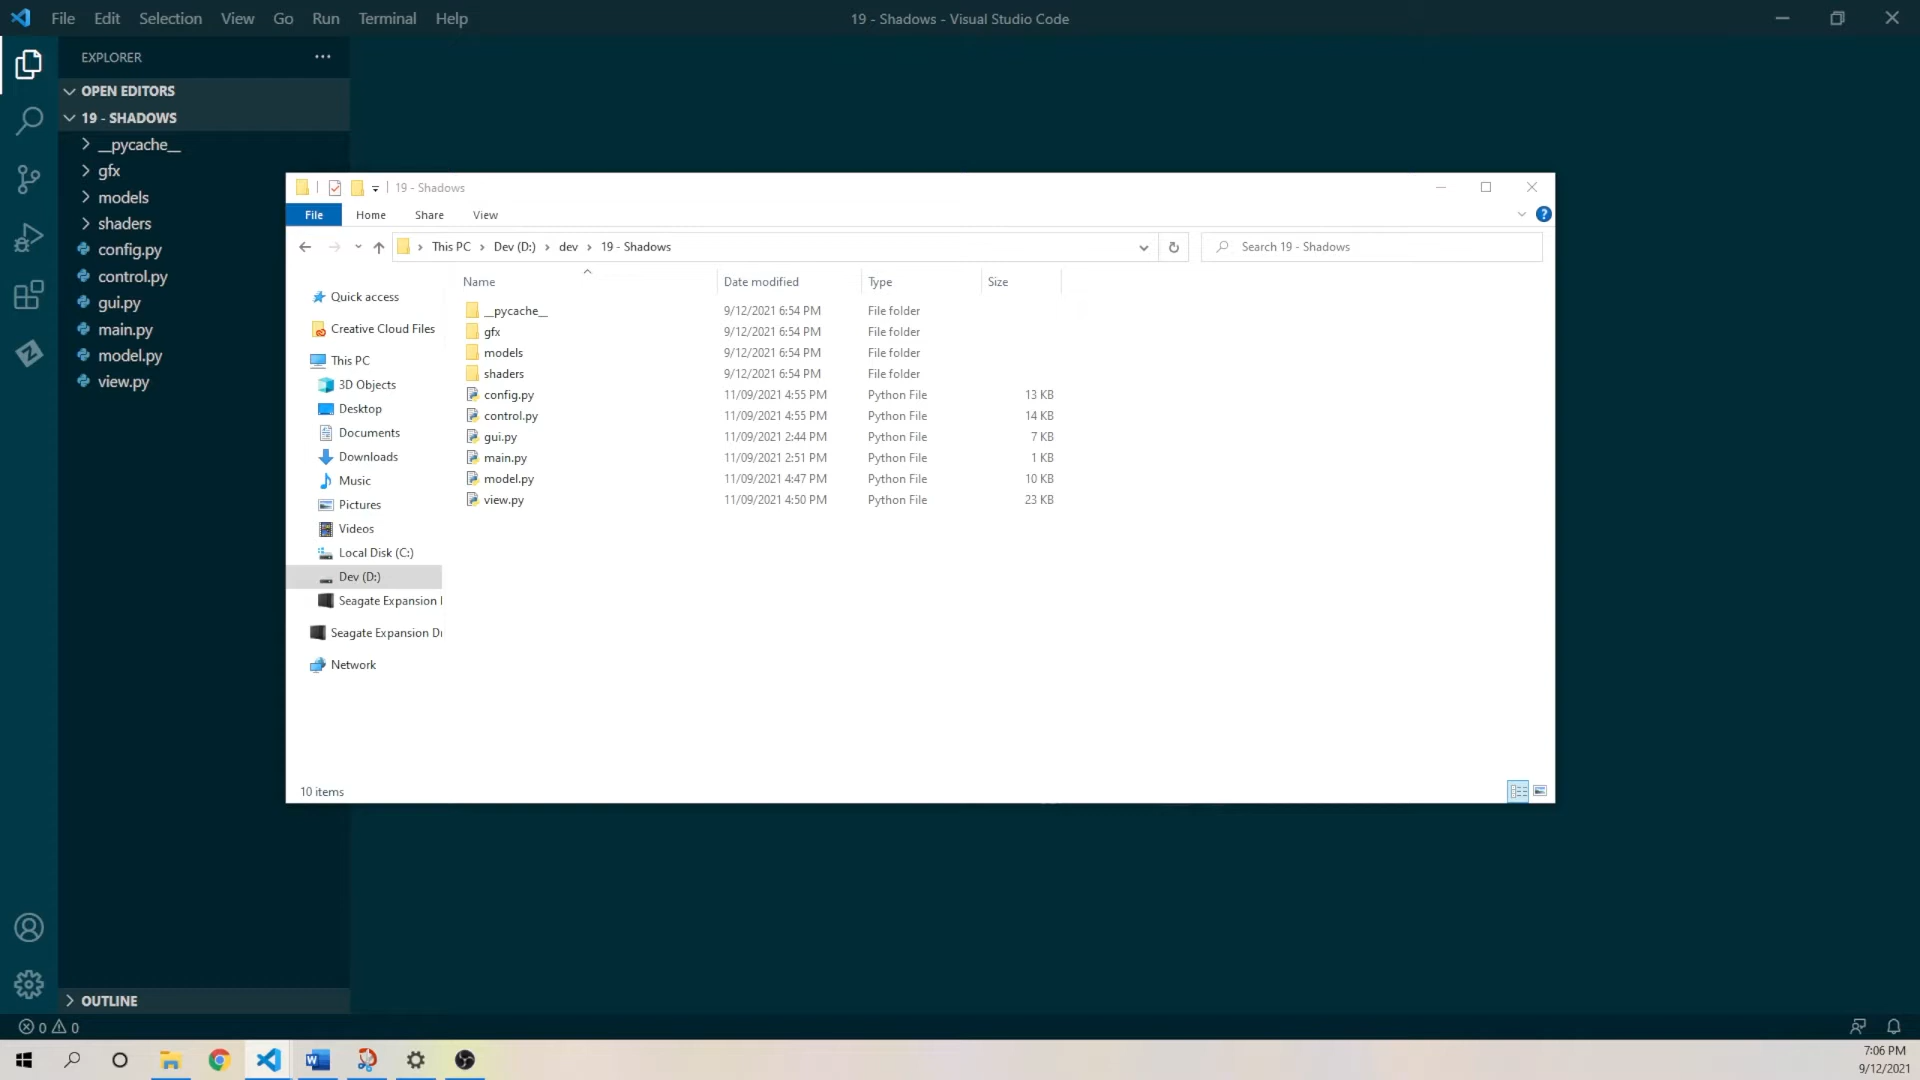 File Edit Selection View Go Run Terminal Help
19 - Shadows - Visual Studio Code
EXPLORER
OPEN EDITORS
19 - SHADOWS
__pycache__
gfx
models
shaders
config.py
control.py
gui.py
main.py
model.py
view.py
OUTLINE
0 0
19 - Shadows
File Home Share View
This PC Dev (D:) dev 19 - Shadows
Search 19 - Shadows
Quick access
Creative Cloud Files
This PC
3D Objects
Desktop
Documents
Downloads
Music
Pictures
Videos
Local Disk (C:)
Dev (D:)
Seagate Expansion
Seagate Expansion
Network
Name Date modified Type Size
__pycache__ 9/12/2021 6:54 PM File folder
gfx 9/12/2021 6:54 PM File folder
models 9/12/2021 6:54 PM File folder
shaders 9/12/2021 6:54 PM File folder
config.py 11/09/2021 4:55 PM Python File 13 KB
control.py 11/09/2021 4:55 PM Python File 14 KB
gui.py 11/09/2021 2:44 PM Python File 7 KB
main.py 11/09/2021 2:51 PM Python File 1 KB
model.py 11/09/2021 4:47 PM Python File 10 KB
view.py 11/09/2021 4:50 PM Python File 23 KB
10 items
7:06 PM
9/12/2021